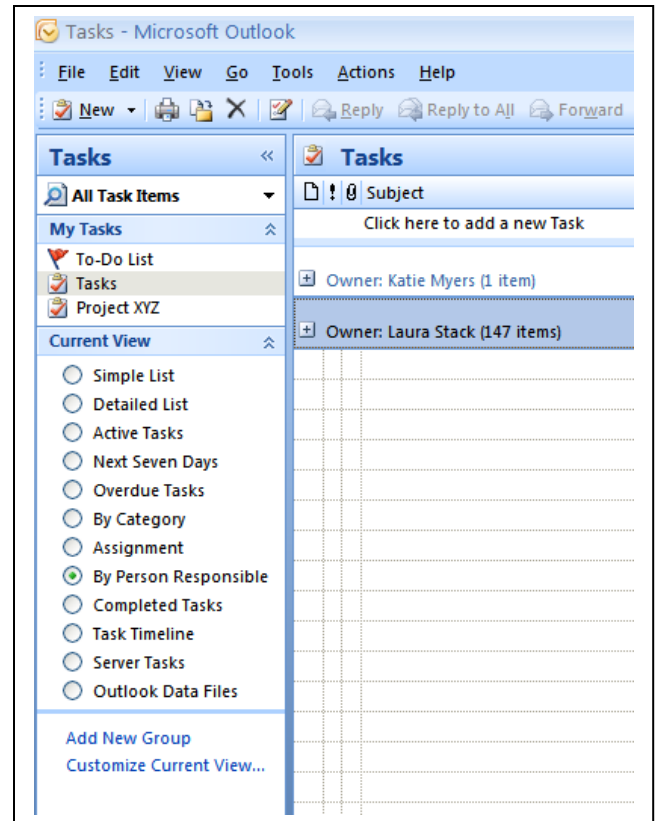 Tasks - Microsoft Outlook
File Edit View Go Tools Actions Help
New Reply Reply to All Forward
Tasks «
All Task Items
My Tasks
To-Do List
Tasks
Project XYZ
Current View
Simple List
Detailed List
Active Tasks
Next Seven Days
Overdue Tasks
By Category
Assignment
By Person Responsible
Completed Tasks
Task Timeline
Server Tasks
Outlook Data Files
Add New Group
Customize Current View...
Tasks
! Subject
Click here to add a new Task
Owner: Katie Myers (1 item)
Owner: Laura Stack (147 items)